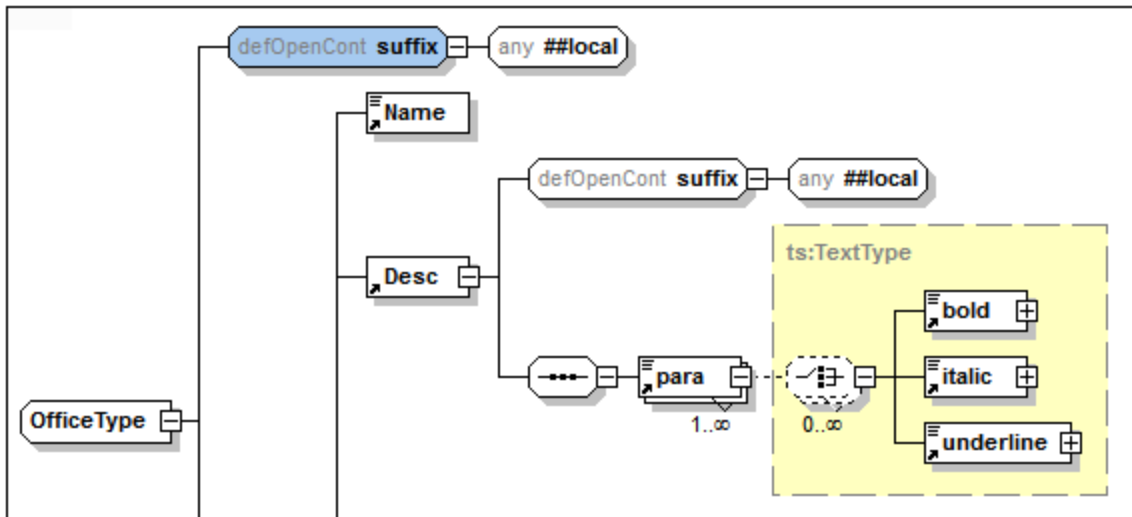 defOpenCont suffix any ##local
Name
defOpenCont suffix any ##local
ts:TextType
Desc
bold
para
italic
OfficeType
1..∞
0..∞
underline